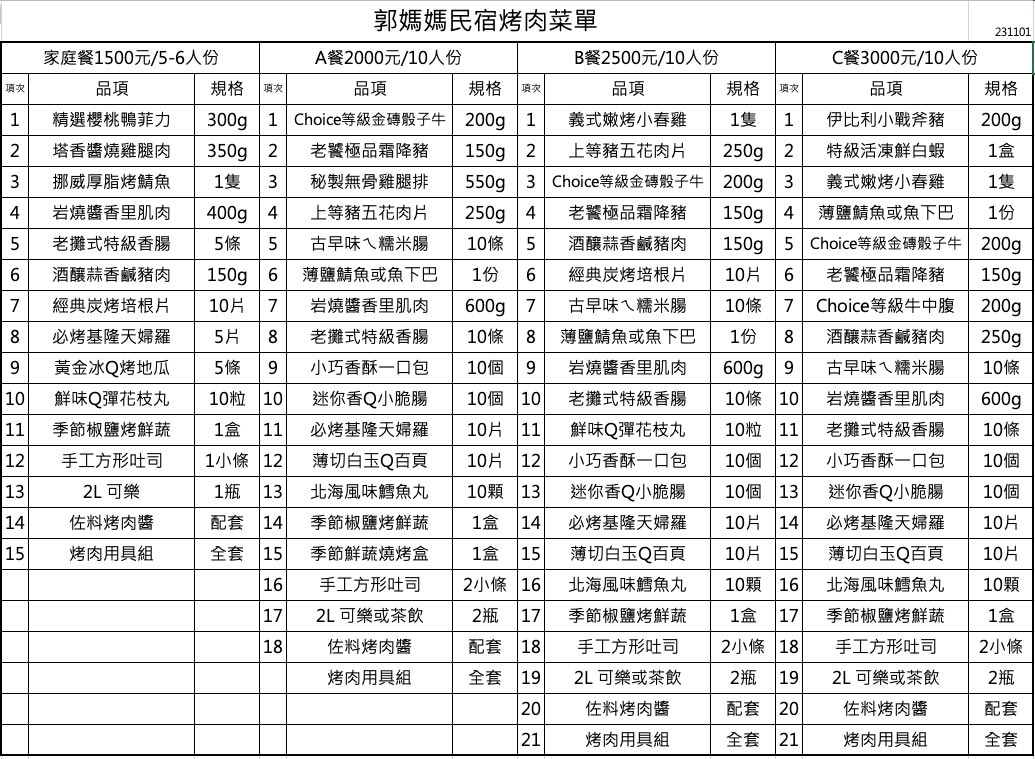 郭媽媽民宿烤肉菜單
231101
家庭餐1500元/5-6人份 A餐2000元/10人份 B餐2500元/10人份 C餐3000元/10人份
項次 品項 規格 項次 品項 規格 項次 品項 規格 項次 品項 規格
1 精選櫻桃鴨菲力 300g 1 Choice等級金磚骰子牛 200g 1 義式嫩烤小春雞 1隻 1 伊比利小戰斧豬 200g
2 塔香醬燒雞腿肉 350g 2 老饕極品霜降豬 150g 2 上等豬五花肉片 250g 2 特級活凍鮮白蝦 1盒
3 挪威厚脂烤鯖魚 1隻 3 秘製無骨雞腿排 550g 3 Choice等級金磚骰子牛 200g 3 義式嫩烤小春雞 1隻
4 岩燒醬香里肌肉 400g 4 上等豬五花肉片 250g 4 老饕極品霜降豬 150g 4 薄鹽鯖魚或魚下巴 1份
5 老攤式特級香腸 5條 5 古早味ㄟ糯米腸 10條 5 酒釀蒜香鹹豬肉 150g 5 Choice等級金磚骰子牛 200g
6 酒釀蒜香鹹豬肉 150g 6 薄鹽鯖魚或魚下巴 1份 6 經典炭烤培根片 10片 6 老饕極品霜降豬 150g
7 經典炭烤培根片 10片 7 岩燒醬香里肌肉 600g 7 古早味ㄟ糯米腸 10條 7 Choice等級牛中腹 200g
8 必烤基隆天婦羅 5片 8 老攤式特級香腸 10條 8 薄鹽鯖魚或魚下巴 1份 8 酒釀蒜香鹹豬肉 250g
9 黃金冰Q烤地瓜 5條 9 小巧香酥一口包 10個 9 岩燒醬香里肌肉 600g 9 古早味ㄟ糯米腸 10條
10 鮮味Q彈花枝丸 10粒 10 迷你香Q小脆腸 10個 10 老攤式特級香腸 10條 10 岩燒醬香里肌肉 600g
11 季節椒鹽烤鮮蔬 1盒 11 必烤基隆天婦羅 10片 11 鮮味Q彈花枝丸 10粒 11 老攤式特級香腸 10條
12 手工方形吐司 1小條 12 薄切白玉Q百頁 10片 12 小巧香酥一口包 10個 12 小巧香酥一口包 10個
13 2L 可樂 1瓶 13 北海風味鱈魚丸 10顆 13 迷你香Q小脆腸 10個 13 迷你香Q小脆腸 10個
14 佐料烤肉醬 配套 14 季節椒鹽烤鮮蔬 1盒 14 必烤基隆天婦羅 10片 14 必烤基隆天婦羅 10片
15 烤肉用具組 全套 15 季節鮮蔬燒烤盒 1盒 15 薄切白玉Q百頁 10片 15 薄切白玉Q百頁 10片
16 手工方形吐司 2小條 16 北海風味鱈魚丸 10顆 16 北海風味鱈魚丸 10顆
17 2L 可樂或茶飲 2瓶 17 季節椒鹽烤鮮蔬 1盒 17 季節椒鹽烤鮮蔬 1盒
18 佐料烤肉醬 配套 18 手工方形吐司 2小條 18 手工方形吐司 2小條
烤肉用具組 全套 19 2L 可樂或茶飲 2瓶 19 2L 可樂或茶飲 2瓶
20 佐料烤肉醬 配套 20 佐料烤肉醬 配套
21 烤肉用具組 全套 21 烤肉用具組 全套